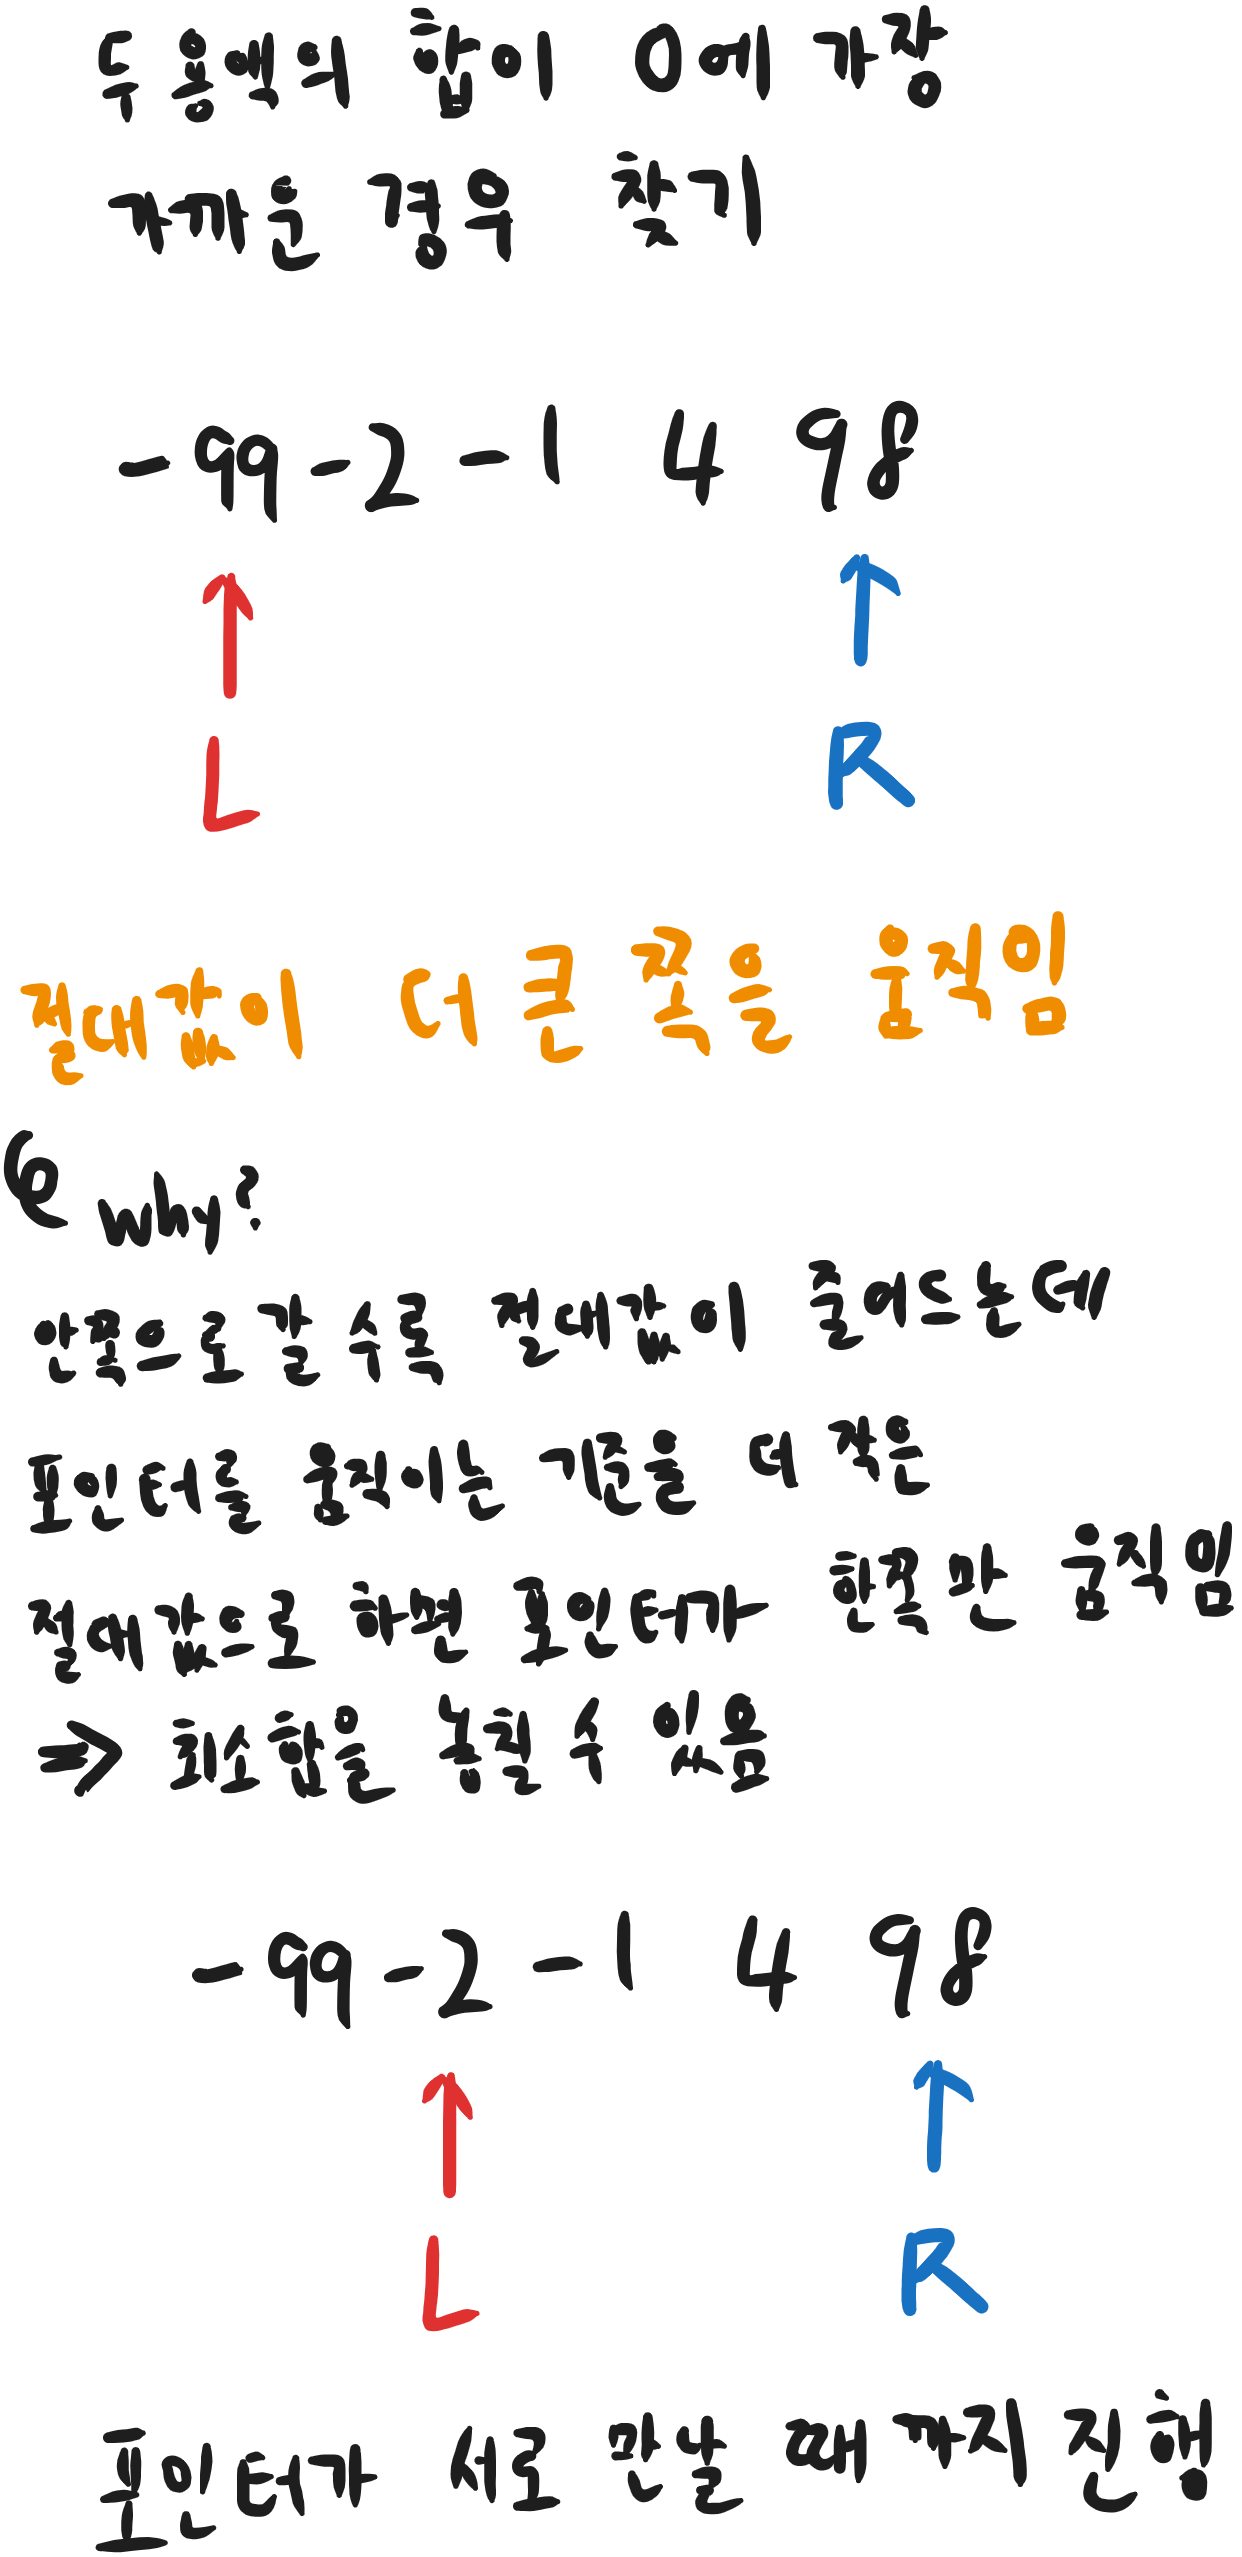 두 용액의 합이 0에 가장
가까운 경우 찾기
-99 -2 -1 4 98
L R
절대값이 더 큰 쪽을 움직임
why?
안쪽으로 갈 수록 절대값이 줄어드는데
포인터를 움직이는 기준을 더 작은
절대값으로 하면 포인터가 한쪽만 움직임
⇒ 최소합을 놓칠 수 있음
-99 -2 -1 4 98
L R
포인터가 서로 만날 때까지 진행